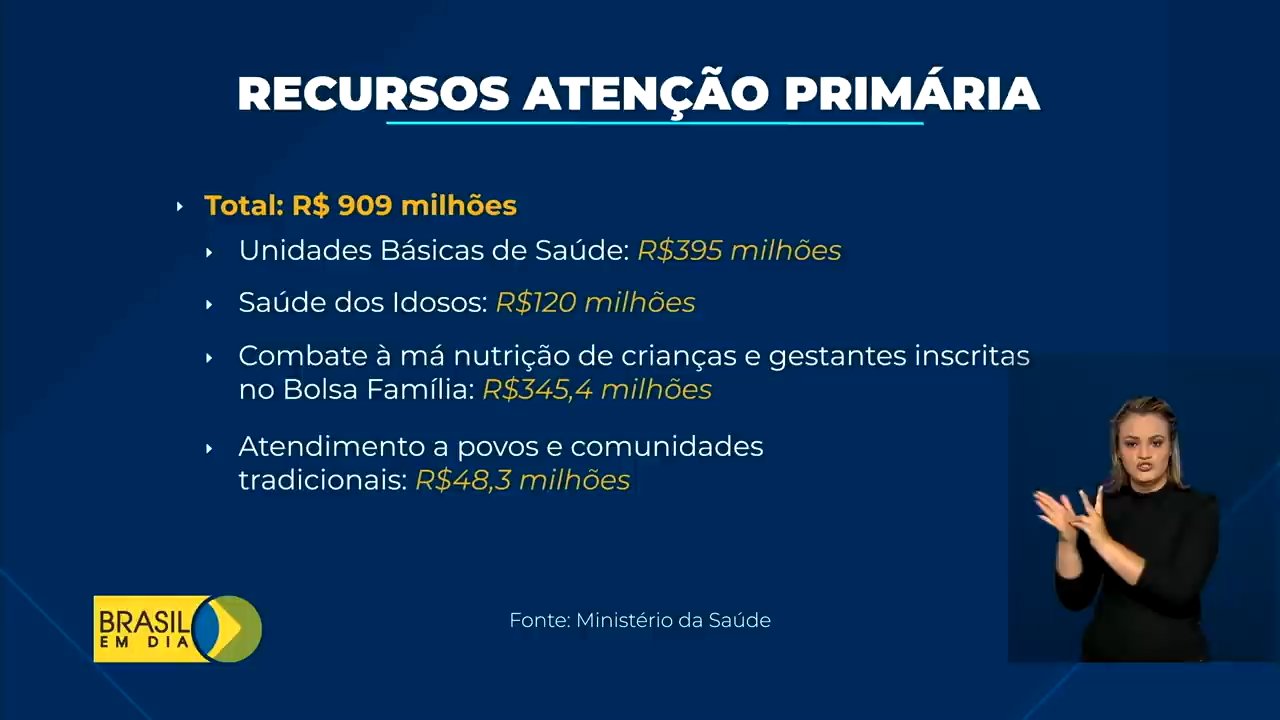 RECURSOS ATENÇÃO PRIMÁRIA
Total: R$ 909 milhões
Unidades Básicas de Saúde: R$395 milhões
Saúde dos Idosos: R$120 milhões
Combate à má nutrição de crianças e gestantes inscritas
no Bolsa Família: R$345,4 milhões
Atendimento a povos e comunidades
tradicionais: R$48,3 milhões
BRASIL
EM DIA
Fonte: Ministério da Saúde